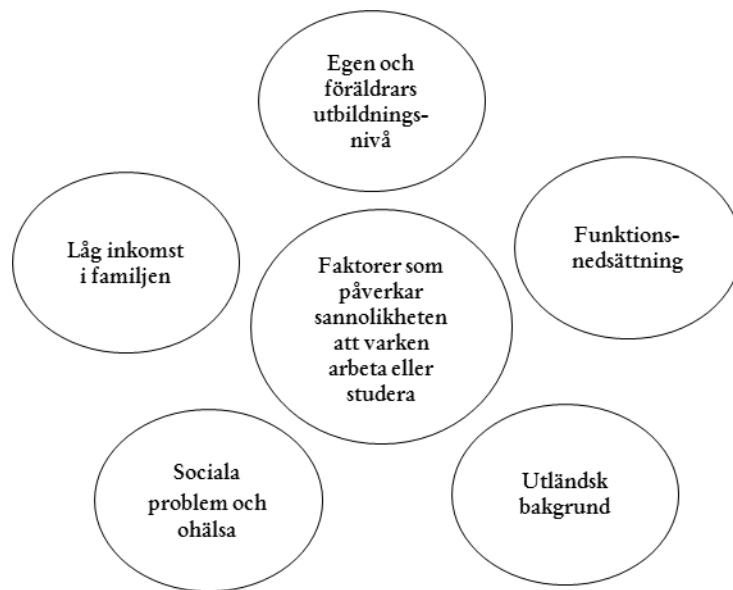 Egen och
föräldrars
utbildnings-
nivå
Låg inkomst
i familjen
Funktions-
nedsättning
Faktorer som
påverkar
sannolikheten
att varken
arbeta eller
studera
Sociala
problem och
ohälsa
Utländsk
bakgrund